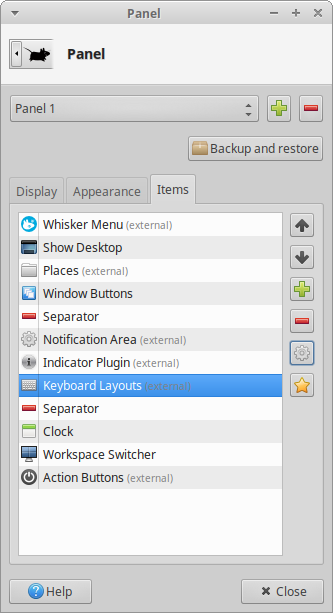 Panel
Panel
Panel 1
Backup and restore
Display Appearance Items
Whisker Menu (external)
Show Desktop
Places (external)
Window Buttons
Separator
Notification Area (external)
Indicator Plugin (external)
Keyboard Layouts (external)
Separator
Clock
Workspace Switcher
Action Buttons (external)
Help Close